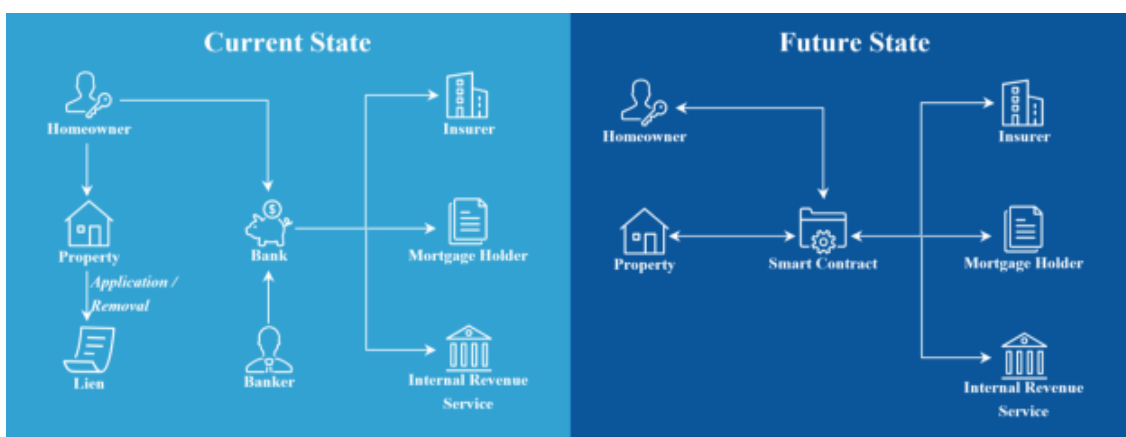 Current State
Homeowner
Insurer
Property
Bank
Mortgage Holder
Application /
Removal
Lien
Banker
Internal Revenue
Service
Future State
Homeowner
Insurer
Property
Smart Contract
Mortgage Holder
Internal Revenue
Service